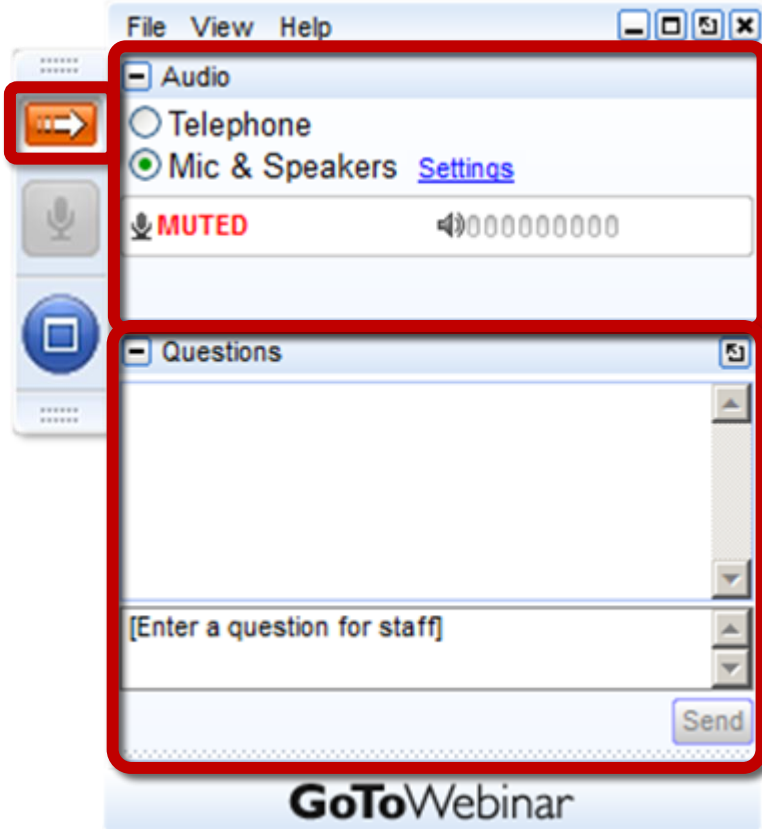 File View Help
Audio
Telephone
Mic & Speakers Settings
MUTED
Questions
[Enter a question for staff]
Send
GoToWebinar